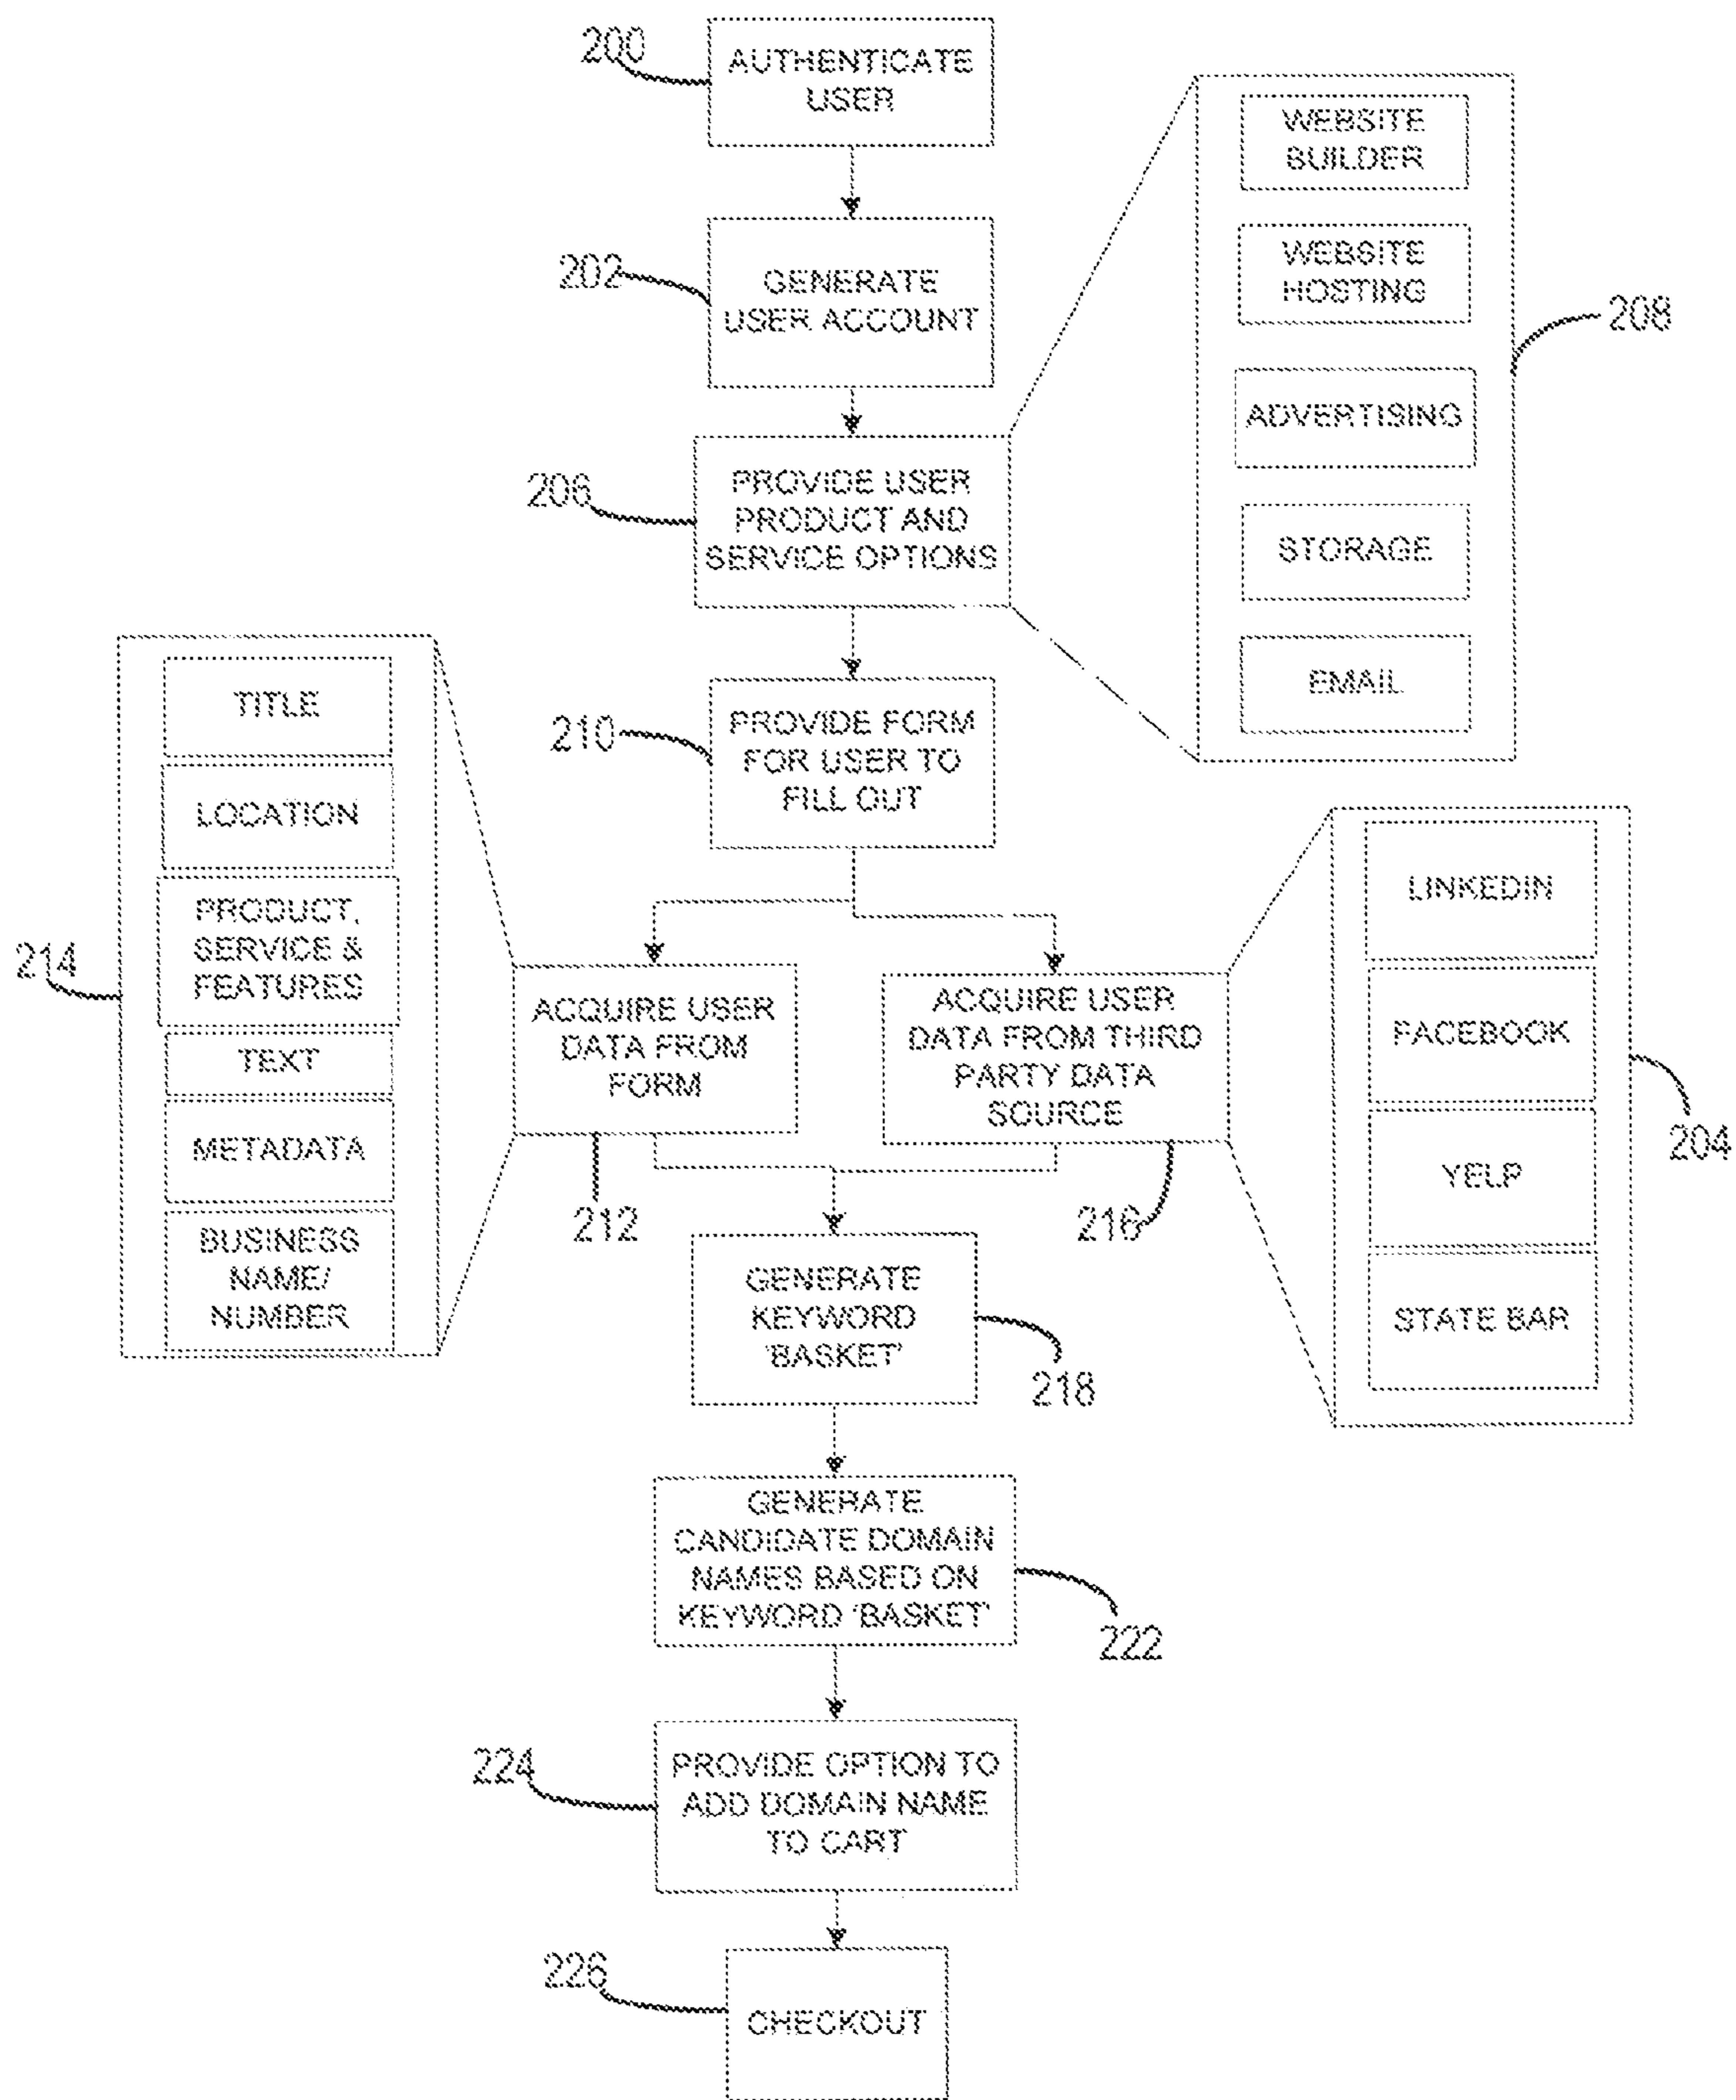 200
AUTHENTICATE
USER
202
GENERATE
USER ACCOUNT
206
PROVIDE USER
PRODUCT AND
SERVICE OPTIONS
WEBSITE
BUILDER
WEBSITE
HOSTING
ADVERTISING
STORAGE
EMAIL
208
210
PROVIDE FORM
FOR USER TO
FILL OUT
214
TITLE
LOCATION
PRODUCT,
SERVICE &
FEATURES
TEXT
METADATA
BUSINESS
NAME/
NUMBER
ACQUIRE USER
DATA FROM
FORM
212
ACQUIRE USER
DATA FROM THIRD
PARTY DATA
SOURCE
216
LINKEDIN
FACEBOOK
YELP
STATE BAR
204
GENERATE
KEYWORD
'BASKET'
218
GENERATE
CANDIDATE DOMAIN
NAMES BASED ON
KEYWORD 'BASKET'
222
224
PROVIDE OPTION TO
ADD DOMAIN NAME
TO CART
226
CHECKOUT